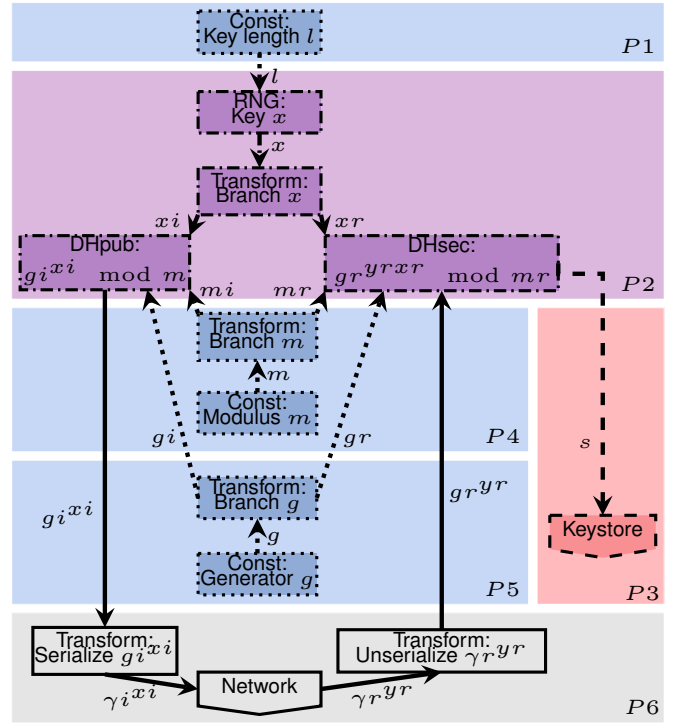 Const:
Key length l
P1
l
RNG:
Key x
x
Transform:
Branch x
xi
xr
DHpub:
gi^{xi} mod m
DHsec:
gr^{yrxr} mod mr
P2
mi
mr
Transform:
Branch m
m
Const:
Modulus m
P4
gi
gr
s
Transform:
Branch g
g
Const:
Generator g
P5
gi^{xi}
gr^{yr}
Keystore
P3
Transform:
Serialize gi^{xi}
Transform:
Unserialize γr^{yr}
γi^{xi}
Network
γr^{yr}
P6